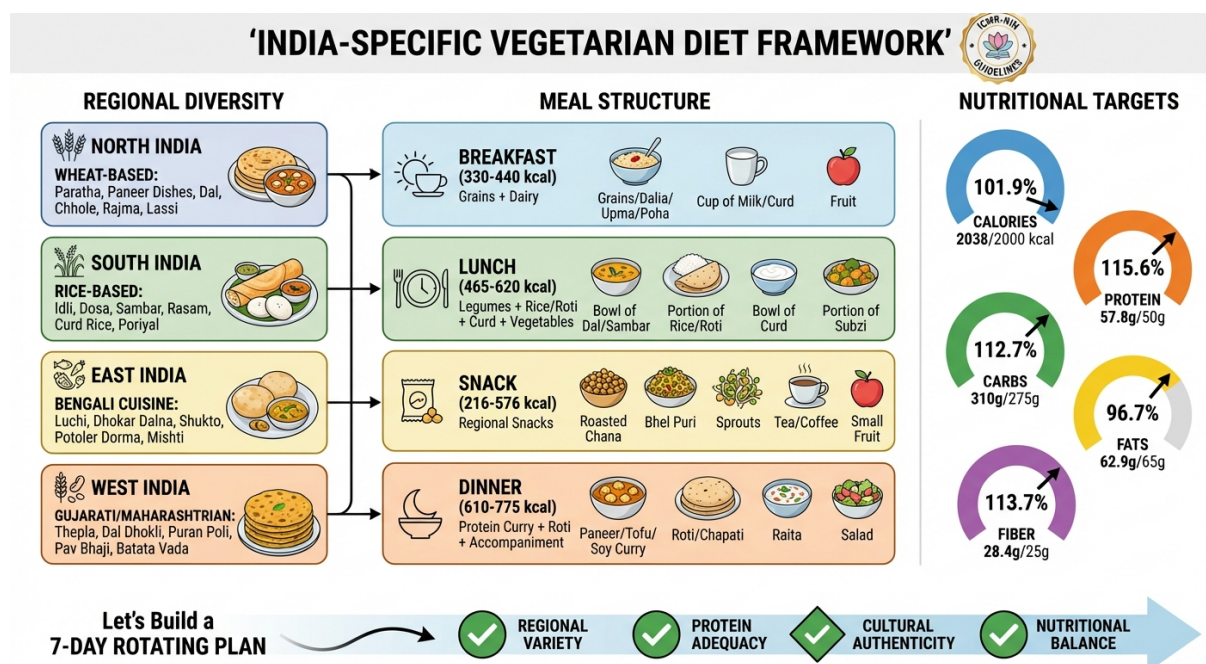 'INDIA-SPECIFIC VEGETARIAN DIET FRAMEWORK'
GUIDELINES
REGIONAL DIVERSITY
NORTH INDIA
WHEAT-BASED:
Paratha, Paneer Dishes, Dal,
Chhole, Rajma, Lassi
SOUTH INDIA
RICE-BASED:
Idli, Dosa, Sambar, Rasam,
Curd Rice, Poriyal
EAST INDIA
BENGALI CUISINE:
Luchi, Dhokar Dalna, Shukto,
Potoler Dorma, Mishti
WEST INDIA
GUJARATI/MAHARASHTRIAN:
Thepla, Dal Dhokli, Puran Poli,
Pav Bhaji, Batata Vada
MEAL STRUCTURE
BREAKFAST
(330-440 kcal)
Grains + Dairy
Grains/Dalia/
Upma/Poha
Cup of Milk/Curd
Fruit
LUNCH
(465-620 kcal)
Legumes + Rice/Roti
+ Curd + Vegetables
Bowl of
Dal/Sambar
Portion of
Rice/Roti
Bowl of
Curd
Portion of
Subzi
SNACK
(216-576 kcal)
Regional Snacks
Roasted
Chana
Bhel Puri
Sprouts
Tea/Coffee
Small
Fruit
DINNER
(610-775 kcal)
Protein Curry + Roti
+ Accompaniment
Paneer/Tofu/
Soy Curry
Roti/Chapati
Raita
Salad
NUTRITIONAL TARGETS
101.9%
CALORIES
2038/2000 kcal
115.6%
PROTEIN
57.8g/50g
112.7%
CARBS
310g/275g
96.7%
FATS
62.9g/65g
113.7%
FIBER
28.4g/25g
Let's Build a
7-DAY ROTATING PLAN
REGIONAL
VARIETY
PROTEIN
ADEQUACY
CULTURAL
AUTHENTICITY
NUTRITIONAL
BALANCE